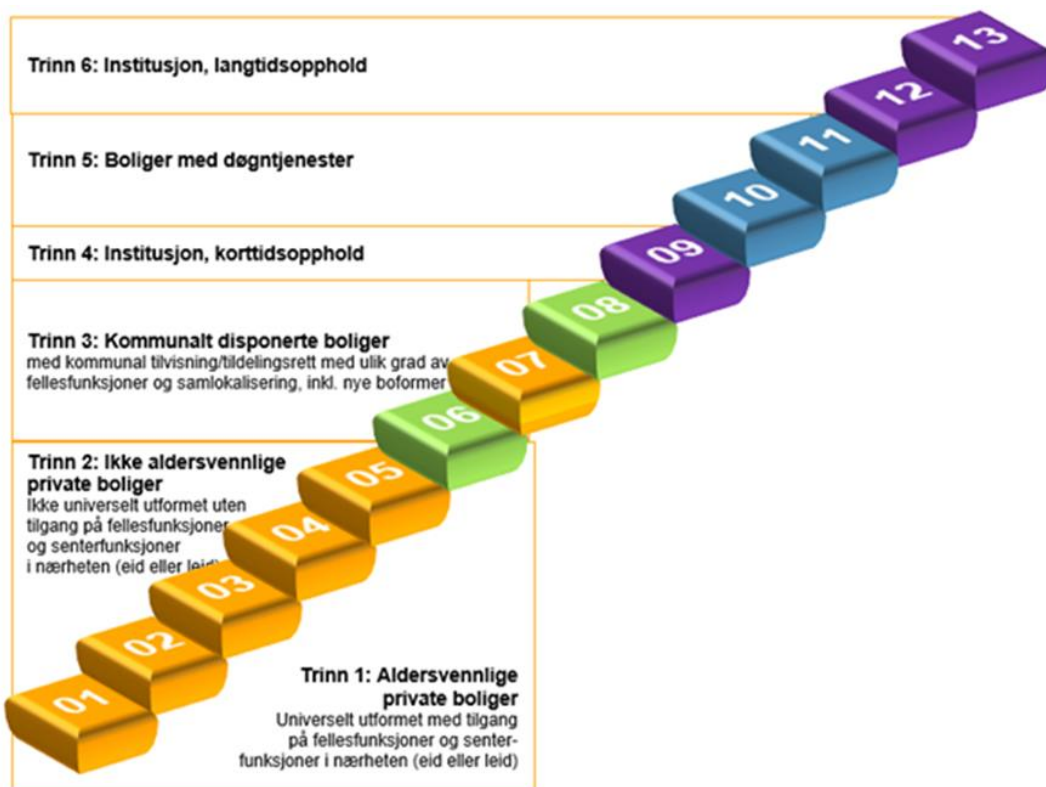 Trinn 6: Institusjon, langtidsopphold
Trinn 5: Boliger med døgntjenester
Trinn 4: Institusjon, korttidsopphold
Trinn 3: Kommunalt disponerte boliger
med kommunal tilvisning/tildelingsrett med ulik grad av
fellesfunksjoner og samlokalisering, inkl. nye boformer
Trinn 2: Ikke aldersvennlige
private boliger
Ikke universelt utformet uten
tilgang på fellesfunksjoner
og senterfunksjoner
i nærheten (eid eller leid)
Trinn 1: Aldersvennlige
private boliger
Universelt utformet med tilgang
på fellesfunksjoner og senter-
funksjoner i nærheten (eid eller leid)
01
02
03
04
05
06
07
08
09
10
11
12
13